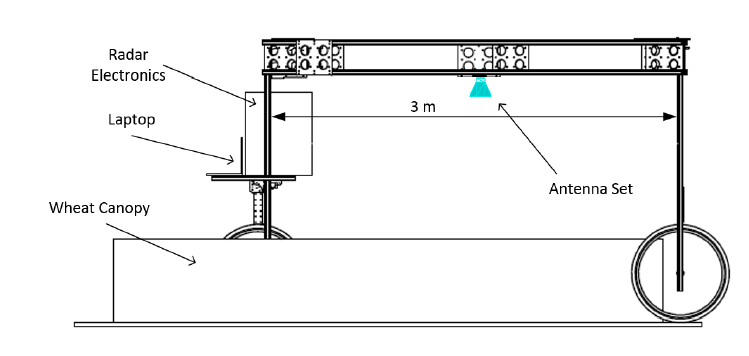 Radar
Electronics
Laptop
3 m
Antenna Set
Wheat Canopy